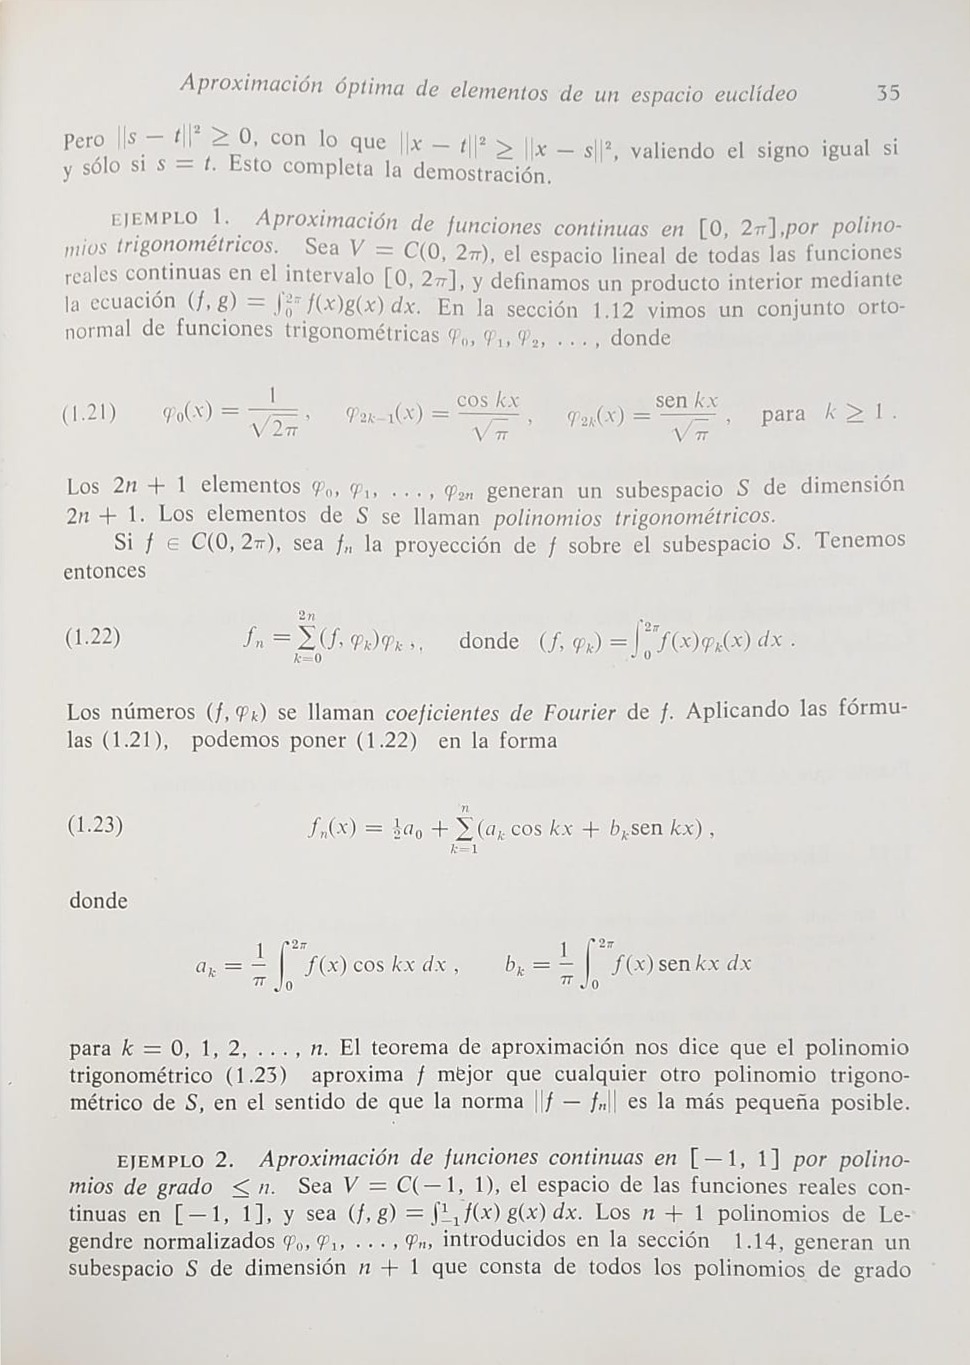 Aproximación óptima de elementos de un espacio euclídeo 35
Pero ||s − t||² ≥ 0, con lo que ||x − t||² ≥ ||x − s||², valiendo el signo igual si
y sólo si s = t. Esto completa la demostración.
EJEMPLO 1. Aproximación de funciones continuas en [0, 2π],por polino-
mios trigonométricos. Sea V = C(0, 2π), el espacio lineal de todas las funciones
reales continuas en el intervalo [0, 2π], y definamos un producto interior mediante
la ecuación (f, g) = ∫₀²π f(x)g(x) dx. En la sección 1.12 vimos un conjunto orto-
normal de funciones trigonométricas φ₀, φ₁, φ₂, . . . , donde
(1.21) φ₀(x) = 1/√2π , φ₂ₖ₋₁(x) = cos kx/√π , φ₂ₖ(x) = sen kx/√π , para k ≥ 1 .
Los 2n + 1 elementos φ₀, φ₁, . . . , φ₂ₙ generan un subespacio S de dimensión
2n + 1. Los elementos de S se llaman polinomios trigonométricos.
Si f ∈ C(0, 2π), sea fₙ la proyección de f sobre el subespacio S. Tenemos
entonces
(1.22) fₙ = ∑_{k=0}^{2n} (f, φₖ)φₖ ,, donde (f, φₖ) = ∫₀²π f(x)φₖ(x) dx .
Los números (f, φₖ) se llaman coeficientes de Fourier de f. Aplicando las fórmu-
las (1.21), podemos poner (1.22) en la forma
(1.23) fₙ(x) = ½a₀ + ∑_{k=1}^{n} (aₖ cos kx + bₖ sen kx) ,
donde
aₖ = 1/π ∫₀²π f(x) cos kx dx , bₖ = 1/π ∫₀²π f(x) sen kx dx
para k = 0, 1, 2, . . . , n. El teorema de aproximación nos dice que el polinomio
trigonométrico (1.23) aproxima f mejor que cualquier otro polinomio trigono-
métrico de S, en el sentido de que la norma ||f − fₙ|| es la más pequeña posible.
EJEMPLO 2. Aproximación de funciones continuas en [−1, 1] por polino-
mios de grado ≤ n. Sea V = C(−1, 1), el espacio de las funciones reales con-
tinuas en [−1, 1], y sea (f, g) = ∫₋₁¹ f(x) g(x) dx. Los n + 1 polinomios de Le-
gendre normalizados φ₀, φ₁, . . . , φₙ, introducidos en la sección 1.14, generan un
subespacio S de dimensión n + 1 que consta de todos los polinomios de grado